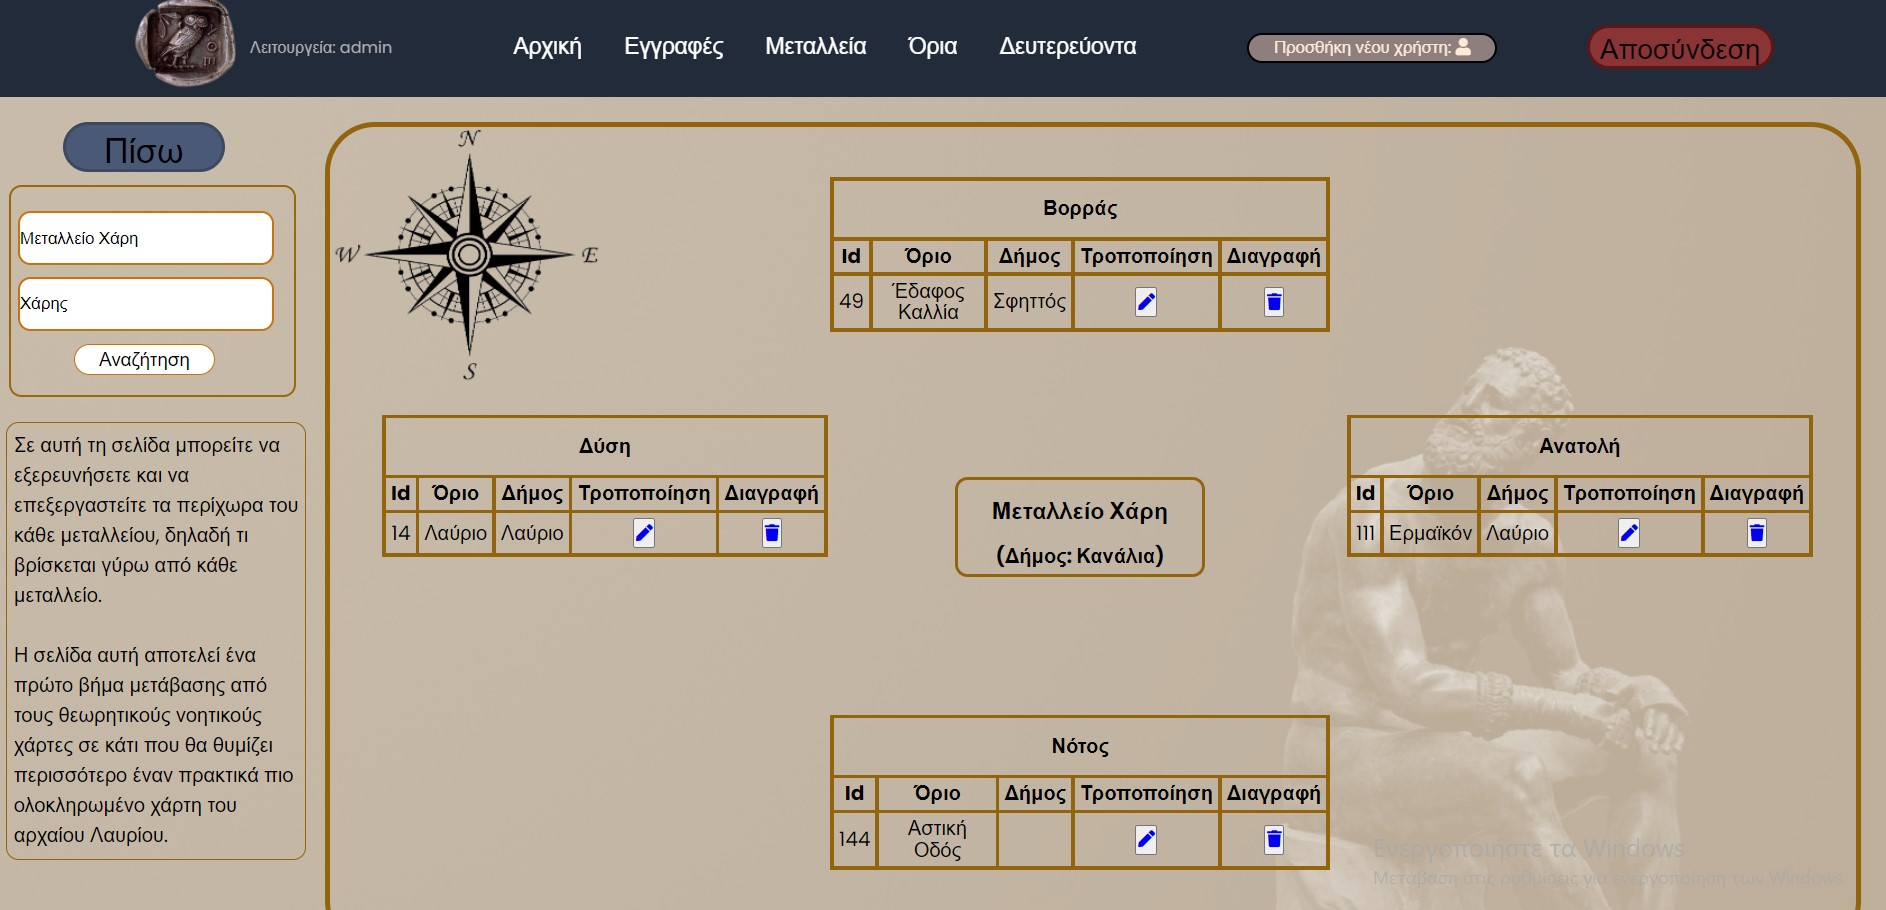 Λειτουργεία: admin
Αρχική Εγγραφές Μεταλλεία Όρια Δευτερεύοντα
Προσθήκη νέου χρήστη:
Αποσύνδεση
Πίσω
Μεταλλείο Χάρη
Χάρης
Αναζήτηση
Σε αυτή τη σελίδα μπορείτε να
εξερευνήσετε και να
επεξεργαστείτε τα περίχωρα του
κάθε μεταλλείου, δηλαδή τι
βρίσκεται γύρω από κάθε
μεταλλείο.
Η σελίδα αυτή αποτελεί ένα
πρώτο βήμα μετάβασης από
τους θεωρητικούς νοητικούς
χάρτες σε κάτι που θα θυμίζει
περισσότερο έναν πρακτικά πιο
ολοκληρωμένο χάρτη του
αρχαίου Λαυρίου.
N
W E
S
Βορράς
Id Όριο Δήμος Τροποποίηση Διαγραφή
49 Έδαφος Καλλία Σφηττός
Δύση
Id Όριο Δήμος Τροποποίηση Διαγραφή
14 Λαύριο Λαύριο
Μεταλλείο Χάρη
(Δήμος: Κανάλια)
Ανατολή
Id Όριο Δήμος Τροποποίηση Διαγραφή
111 Ερμαϊκόν Λαύριο
Νότος
Id Όριο Δήμος Τροποποίηση Διαγραφή
144 Αστική Οδός
Ενεργοποιήστε τα Windows
Μετάβαση στις ρυθμίσεις για ενεργοποίηση των Windows.